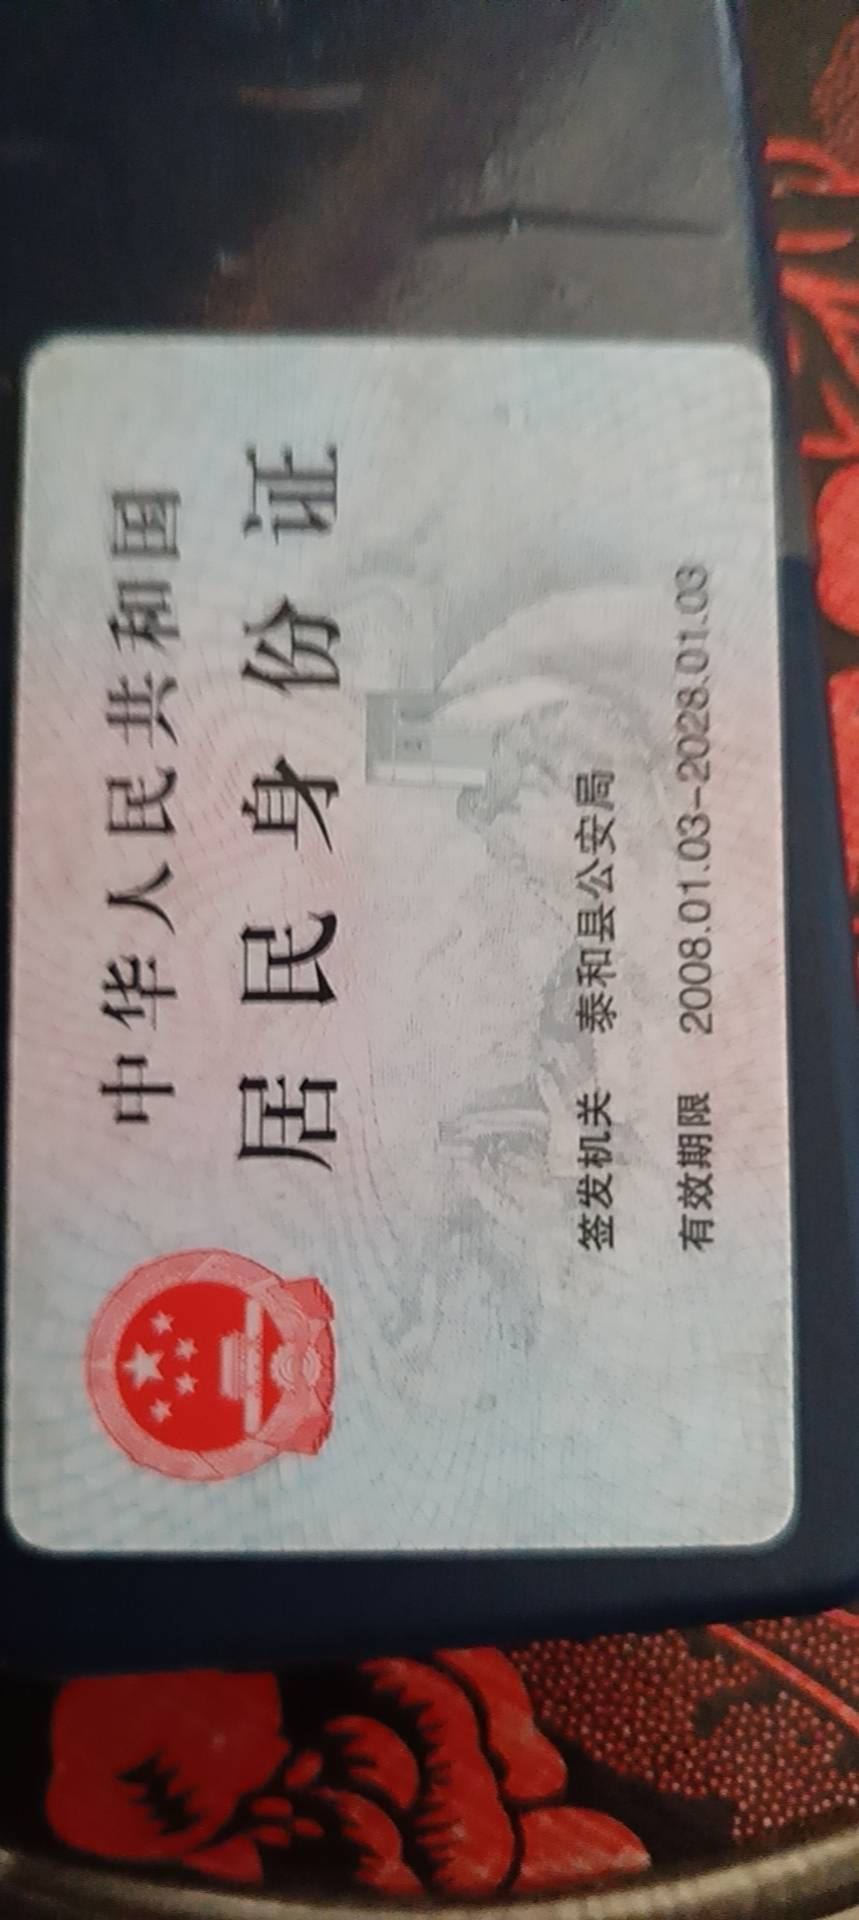 中华人民共和国
居民身份证
签发机关 泰和县公安局
有效期限 2008.01.03-2028.01.03